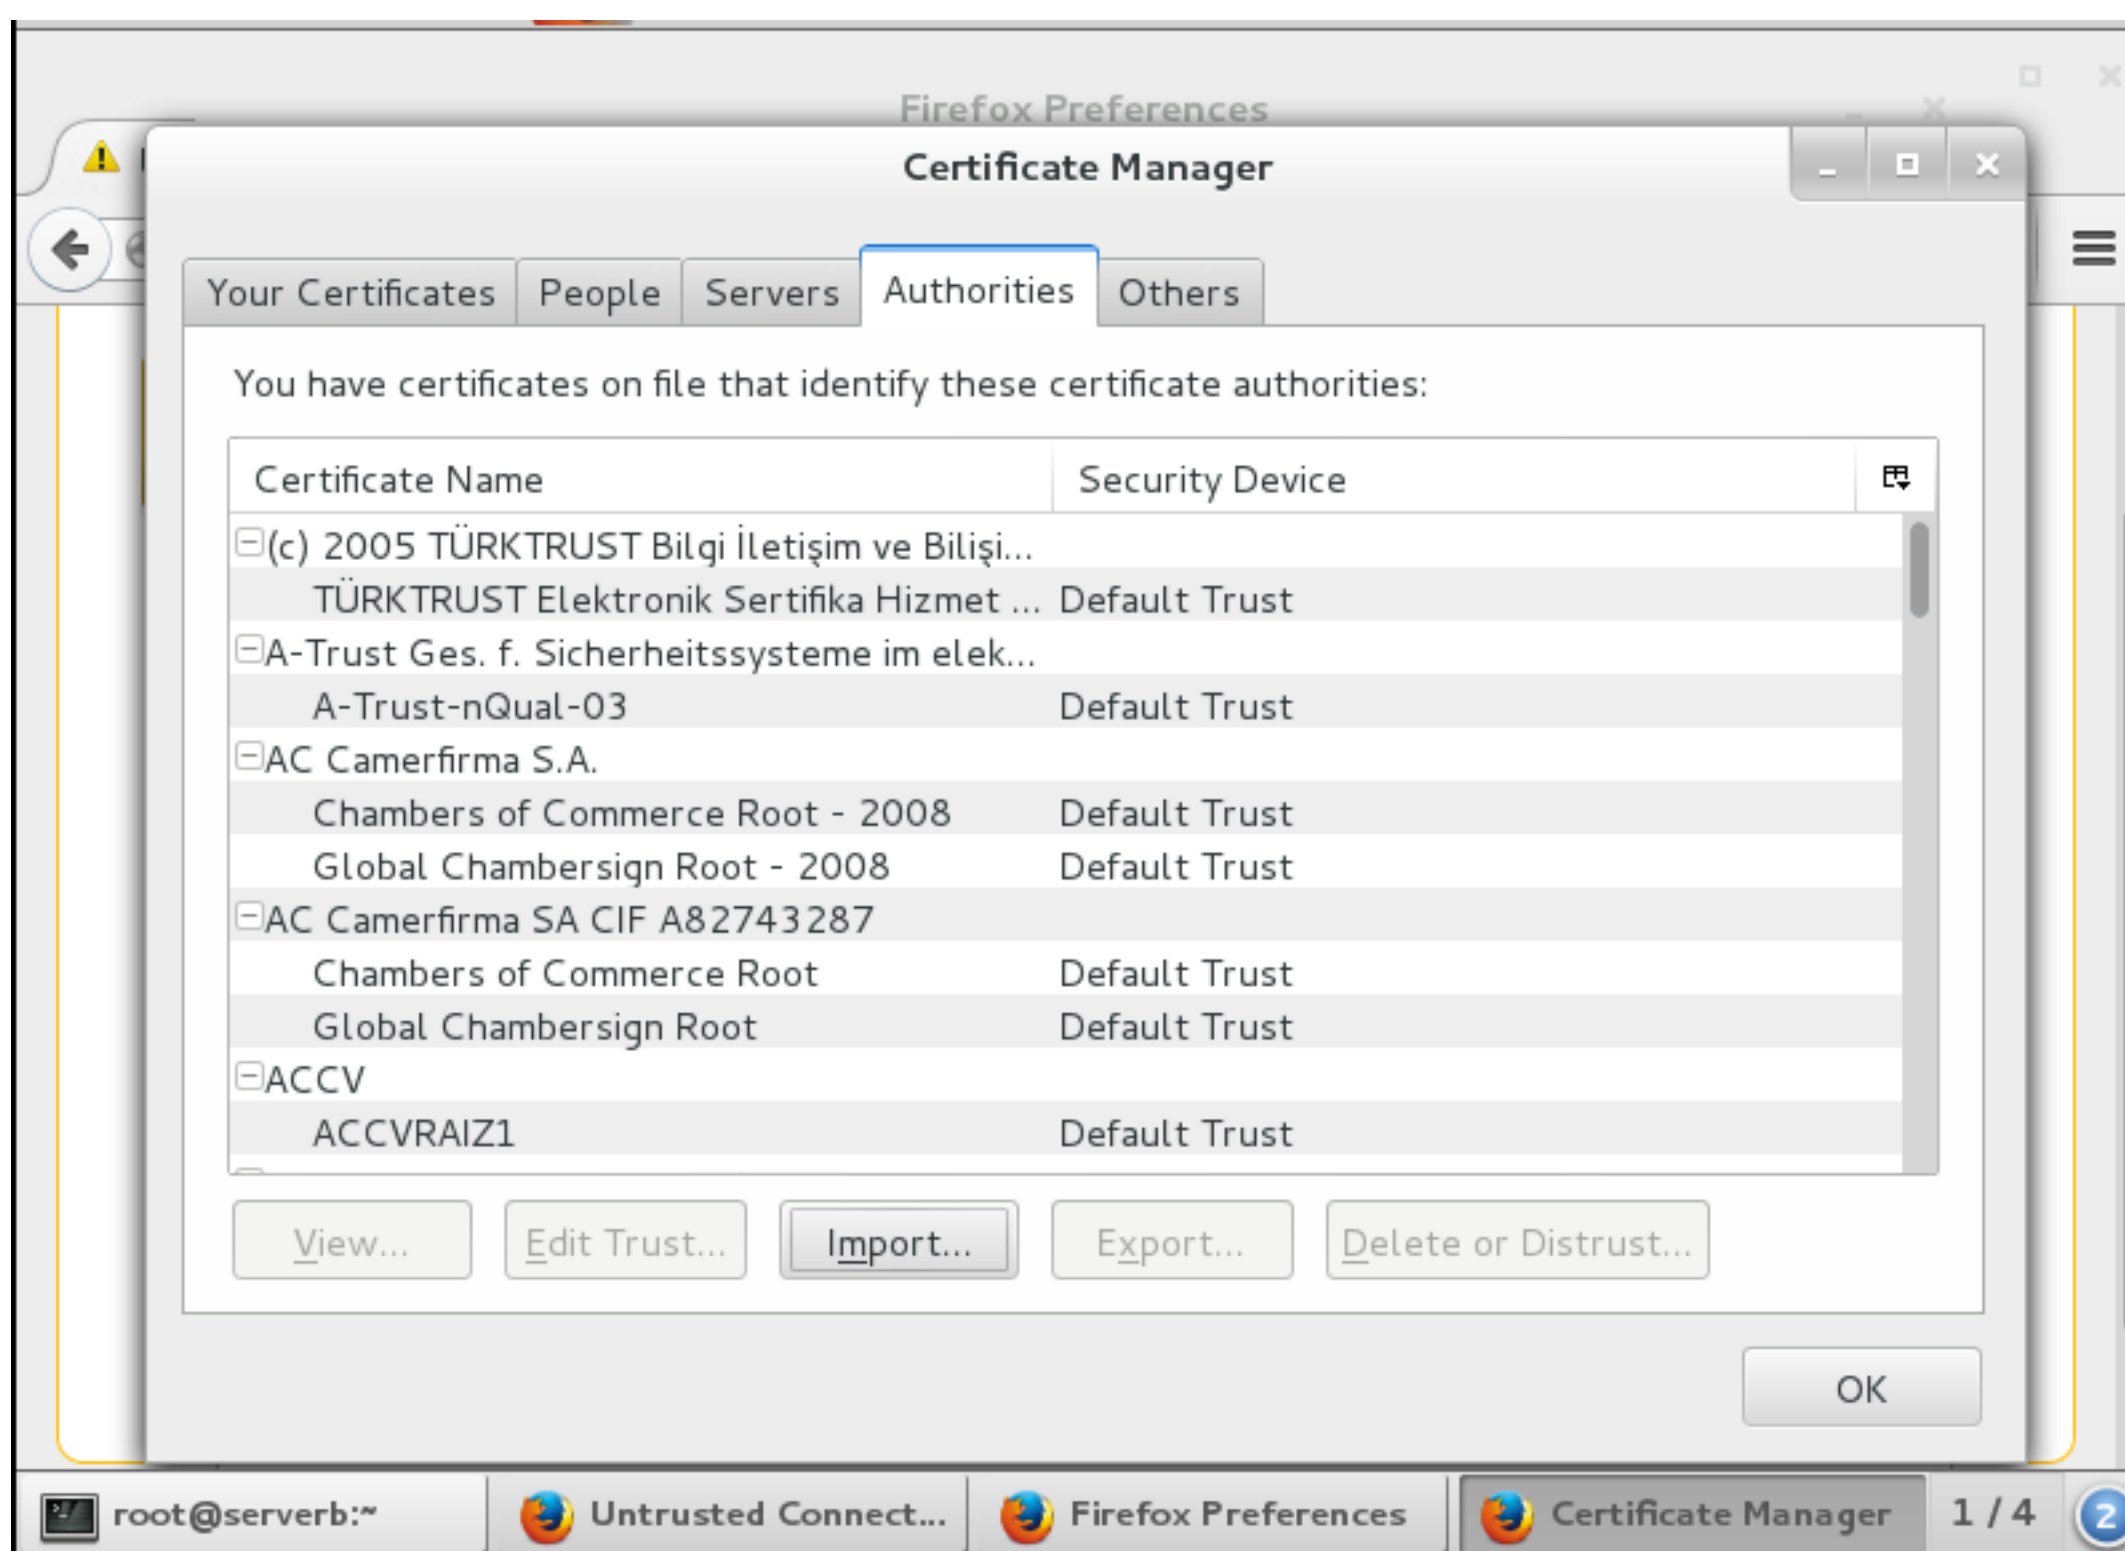 Firefox Preferences
Certificate Manager
Your Certificates People Servers Authorities Others
You have certificates on file that identify these certificate authorities:
Certificate Name Security Device
(c) 2005 TÜRKTRUST Bilgi İletişim ve Bilişi...
TÜRKTRUST Elektronik Sertifika Hizmet ... Default Trust
A-Trust Ges. f. Sicherheitssysteme im elek...
A-Trust-nQual-03 Default Trust
AC Camerfirma S.A.
Chambers of Commerce Root - 2008 Default Trust
Global Chambersign Root - 2008 Default Trust
AC Camerfirma SA CIF A82743287
Chambers of Commerce Root Default Trust
Global Chambersign Root Default Trust
ACCV
ACCVRAIZ1 Default Trust
View... Edit Trust... Import... Export... Delete or Distrust...
OK
root@serverb:~ Untrusted Connect... Firefox Preferences Certificate Manager 1 / 4 2